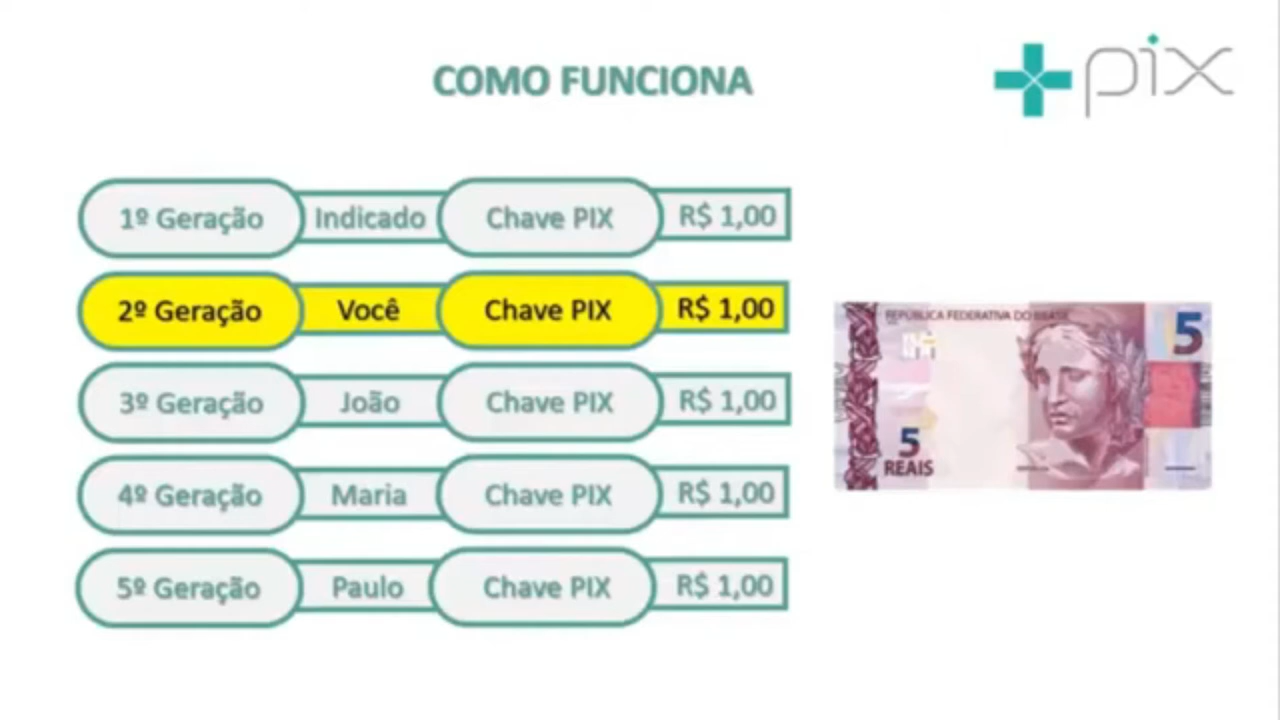 COMO FUNCIONA
pix
1º Geração Indicado Chave PIX R$ 1,00
2º Geração Você Chave PIX R$ 1,00
3º Geração João Chave PIX R$ 1,00
4º Geração Maria Chave PIX R$ 1,00
5º Geração Paulo Chave PIX R$ 1,00
REPÚBLICA FEDERATIVA DO BRASIL
5
5
REAIS